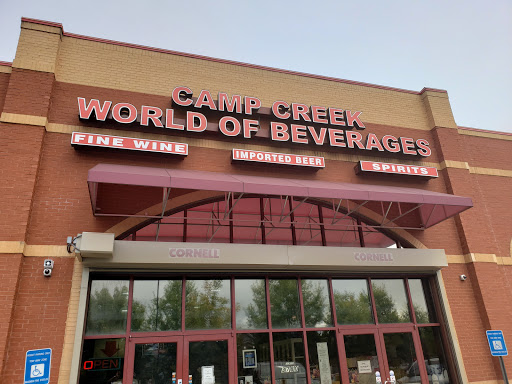 CAMP CREEK
WORLD OF BEVERAGES
FINE WINE
IMPORTED BEER
SPIRITS
CORNELL
CORNELL
OPEN